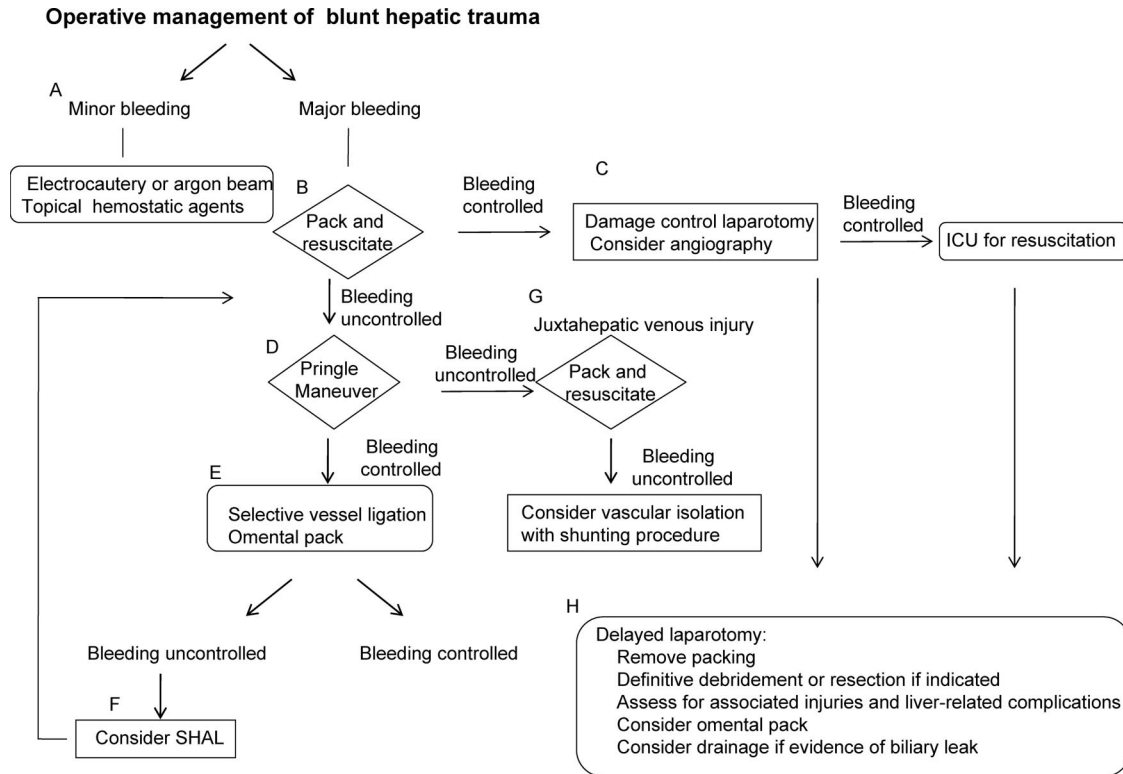 Operative management of blunt hepatic trauma
A
Minor bleeding
Major bleeding
Electrocautery or argon beam
Topical hemostatic agents
B
Pack and
resuscitate
Bleeding
controlled
C
Damage control laparotomy
Consider angiography
Bleeding
controlled
ICU for resuscitation
Bleeding
uncontrolled
D
Pringle
Maneuver
Bleeding
uncontrolled
G
Juxtahepatic venous injury
Pack and
resuscitate
Bleeding
controlled
E
Selective vessel ligation
Omental pack
Bleeding
uncontrolled
Consider vascular isolation
with shunting procedure
Bleeding uncontrolled
Bleeding controlled
F
Consider SHAL
H
Delayed laparotomy:
Remove packing
Definitive debridement or resection if indicated
Assess for associated injuries and liver-related complications
Consider omental pack
Consider drainage if evidence of biliary leak